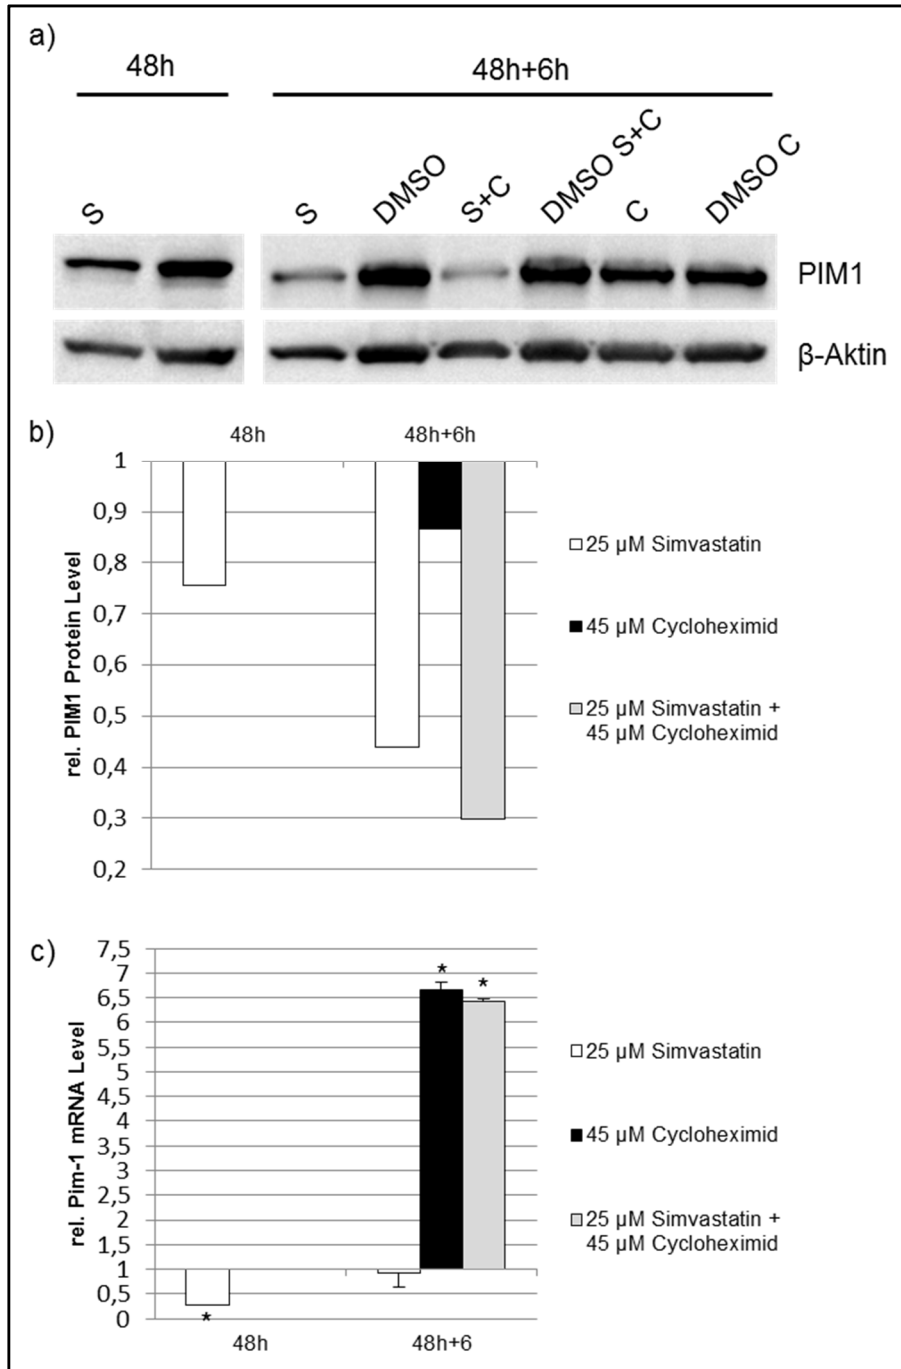 a)
48h
48h+6h
S
S
DMSO
S+C
DMSO S+C
C
DMSO C
PIM1
β-Aktin
b)
48h
48h+6h
rel. PIM1 Protein Level
1
0,9
0,8
0,7
0,6
0,5
0,4
0,3
0,2
25 µM Simvastatin
45 µM Cycloheximid
25 µM Simvastatin +
45 µM Cycloheximid
c)
rel. Pim-1 mRNA Level
7,5
7
6,5
6
5,5
5
4,5
4
3,5
3
2,5
2
1,5
1
0,5
0
*
*
*
48h
48h+6
25 µM Simvastatin
45 µM Cycloheximid
25 µM Simvastatin +
45 µM Cycloheximid